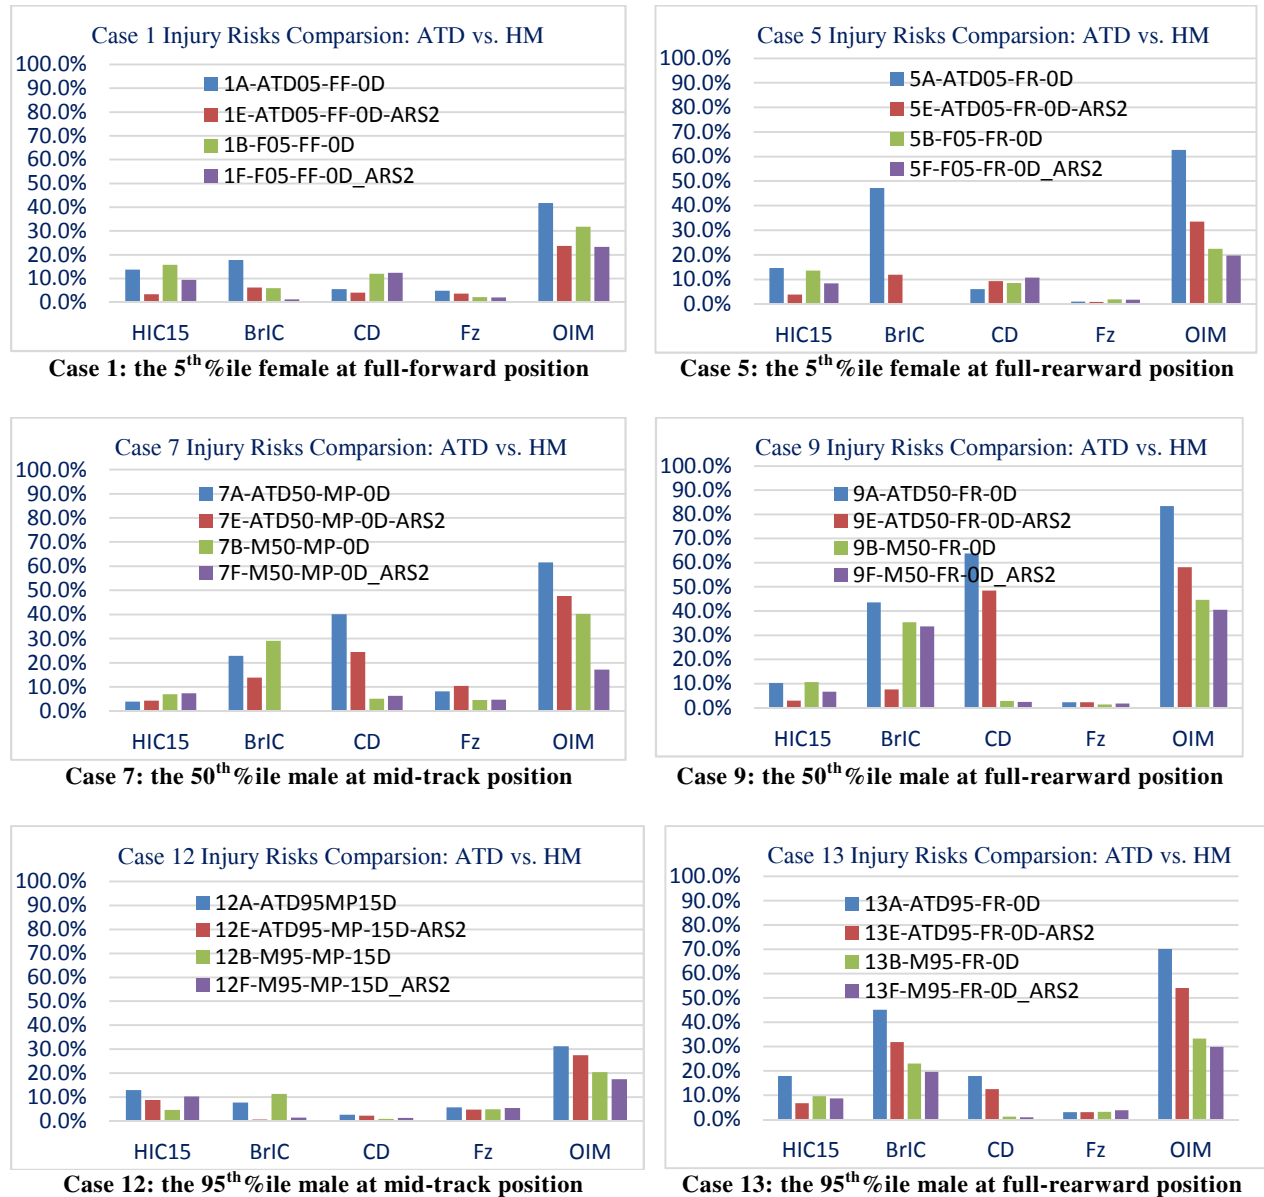 Case 1 Injury Risks Comparsion: ATD vs. HM
100.0%
90.0%
80.0%
70.0%
60.0%
50.0%
40.0%
30.0%
20.0%
10.0%
0.0%
1A-ATD05-FF-0D
1E-ATD05-FF-0D-ARS2
1B-F05-FF-0D
1F-F05-FF-0D_ARS2
HIC15 BrIC CD Fz OIM
Case 1: the 5th%ile female at full-forward position
Case 5 Injury Risks Comparsion: ATD vs. HM
100.0%
90.0%
80.0%
70.0%
60.0%
50.0%
40.0%
30.0%
20.0%
10.0%
0.0%
5A-ATD05-FR-0D
5E-ATD05-FR-0D-ARS2
5B-F05-FR-0D
5F-F05-FR-0D_ARS2
HIC15 BrIC CD Fz OIM
Case 5: the 5th%ile female at full-rearward position
Case 7 Injury Risks Comparsion: ATD vs. HM
100.0%
90.0%
80.0%
70.0%
60.0%
50.0%
40.0%
30.0%
20.0%
10.0%
0.0%
7A-ATD50-MP-0D
7E-ATD50-MP-0D-ARS2
7B-M50-MP-0D
7F-M50-MP-0D_ARS2
HIC15 BrIC CD Fz OIM
Case 7: the 50th%ile male at mid-track position
Case 9 Injury Risks Comparsion: ATD vs. HM
100.0%
90.0%
80.0%
70.0%
60.0%
50.0%
40.0%
30.0%
20.0%
10.0%
0.0%
9A-ATD50-FR-0D
9E-ATD50-FR-0D-ARS2
9B-M50-FR-0D
9F-M50-FR-0D_ARS2
HIC15 BrIC CD Fz OIM
Case 9: the 50th%ile male at full-rearward position
Case 12 Injury Risks Comparsion: ATD vs. HM
100.0%
90.0%
80.0%
70.0%
60.0%
50.0%
40.0%
30.0%
20.0%
10.0%
0.0%
12A-ATD95MP15D
12E-ATD95-MP-15D-ARS2
12B-M95-MP-15D
12F-M95-MP-15D_ARS2
HIC15 BrIC CD Fz OIM
Case 12: the 95th%ile male at mid-track position
Case 13 Injury Risks Comparsion: ATD vs. HM
100.0%
90.0%
80.0%
70.0%
60.0%
50.0%
40.0%
30.0%
20.0%
10.0%
0.0%
13A-ATD95-FR-0D
13E-ATD95-FR-0D-ARS2
13B-M95-FR-0D
13F-M95-FR-0D_ARS2
HIC15 BrIC CD Fz OIM
Case 13: the 95th%ile male at full-rearward position